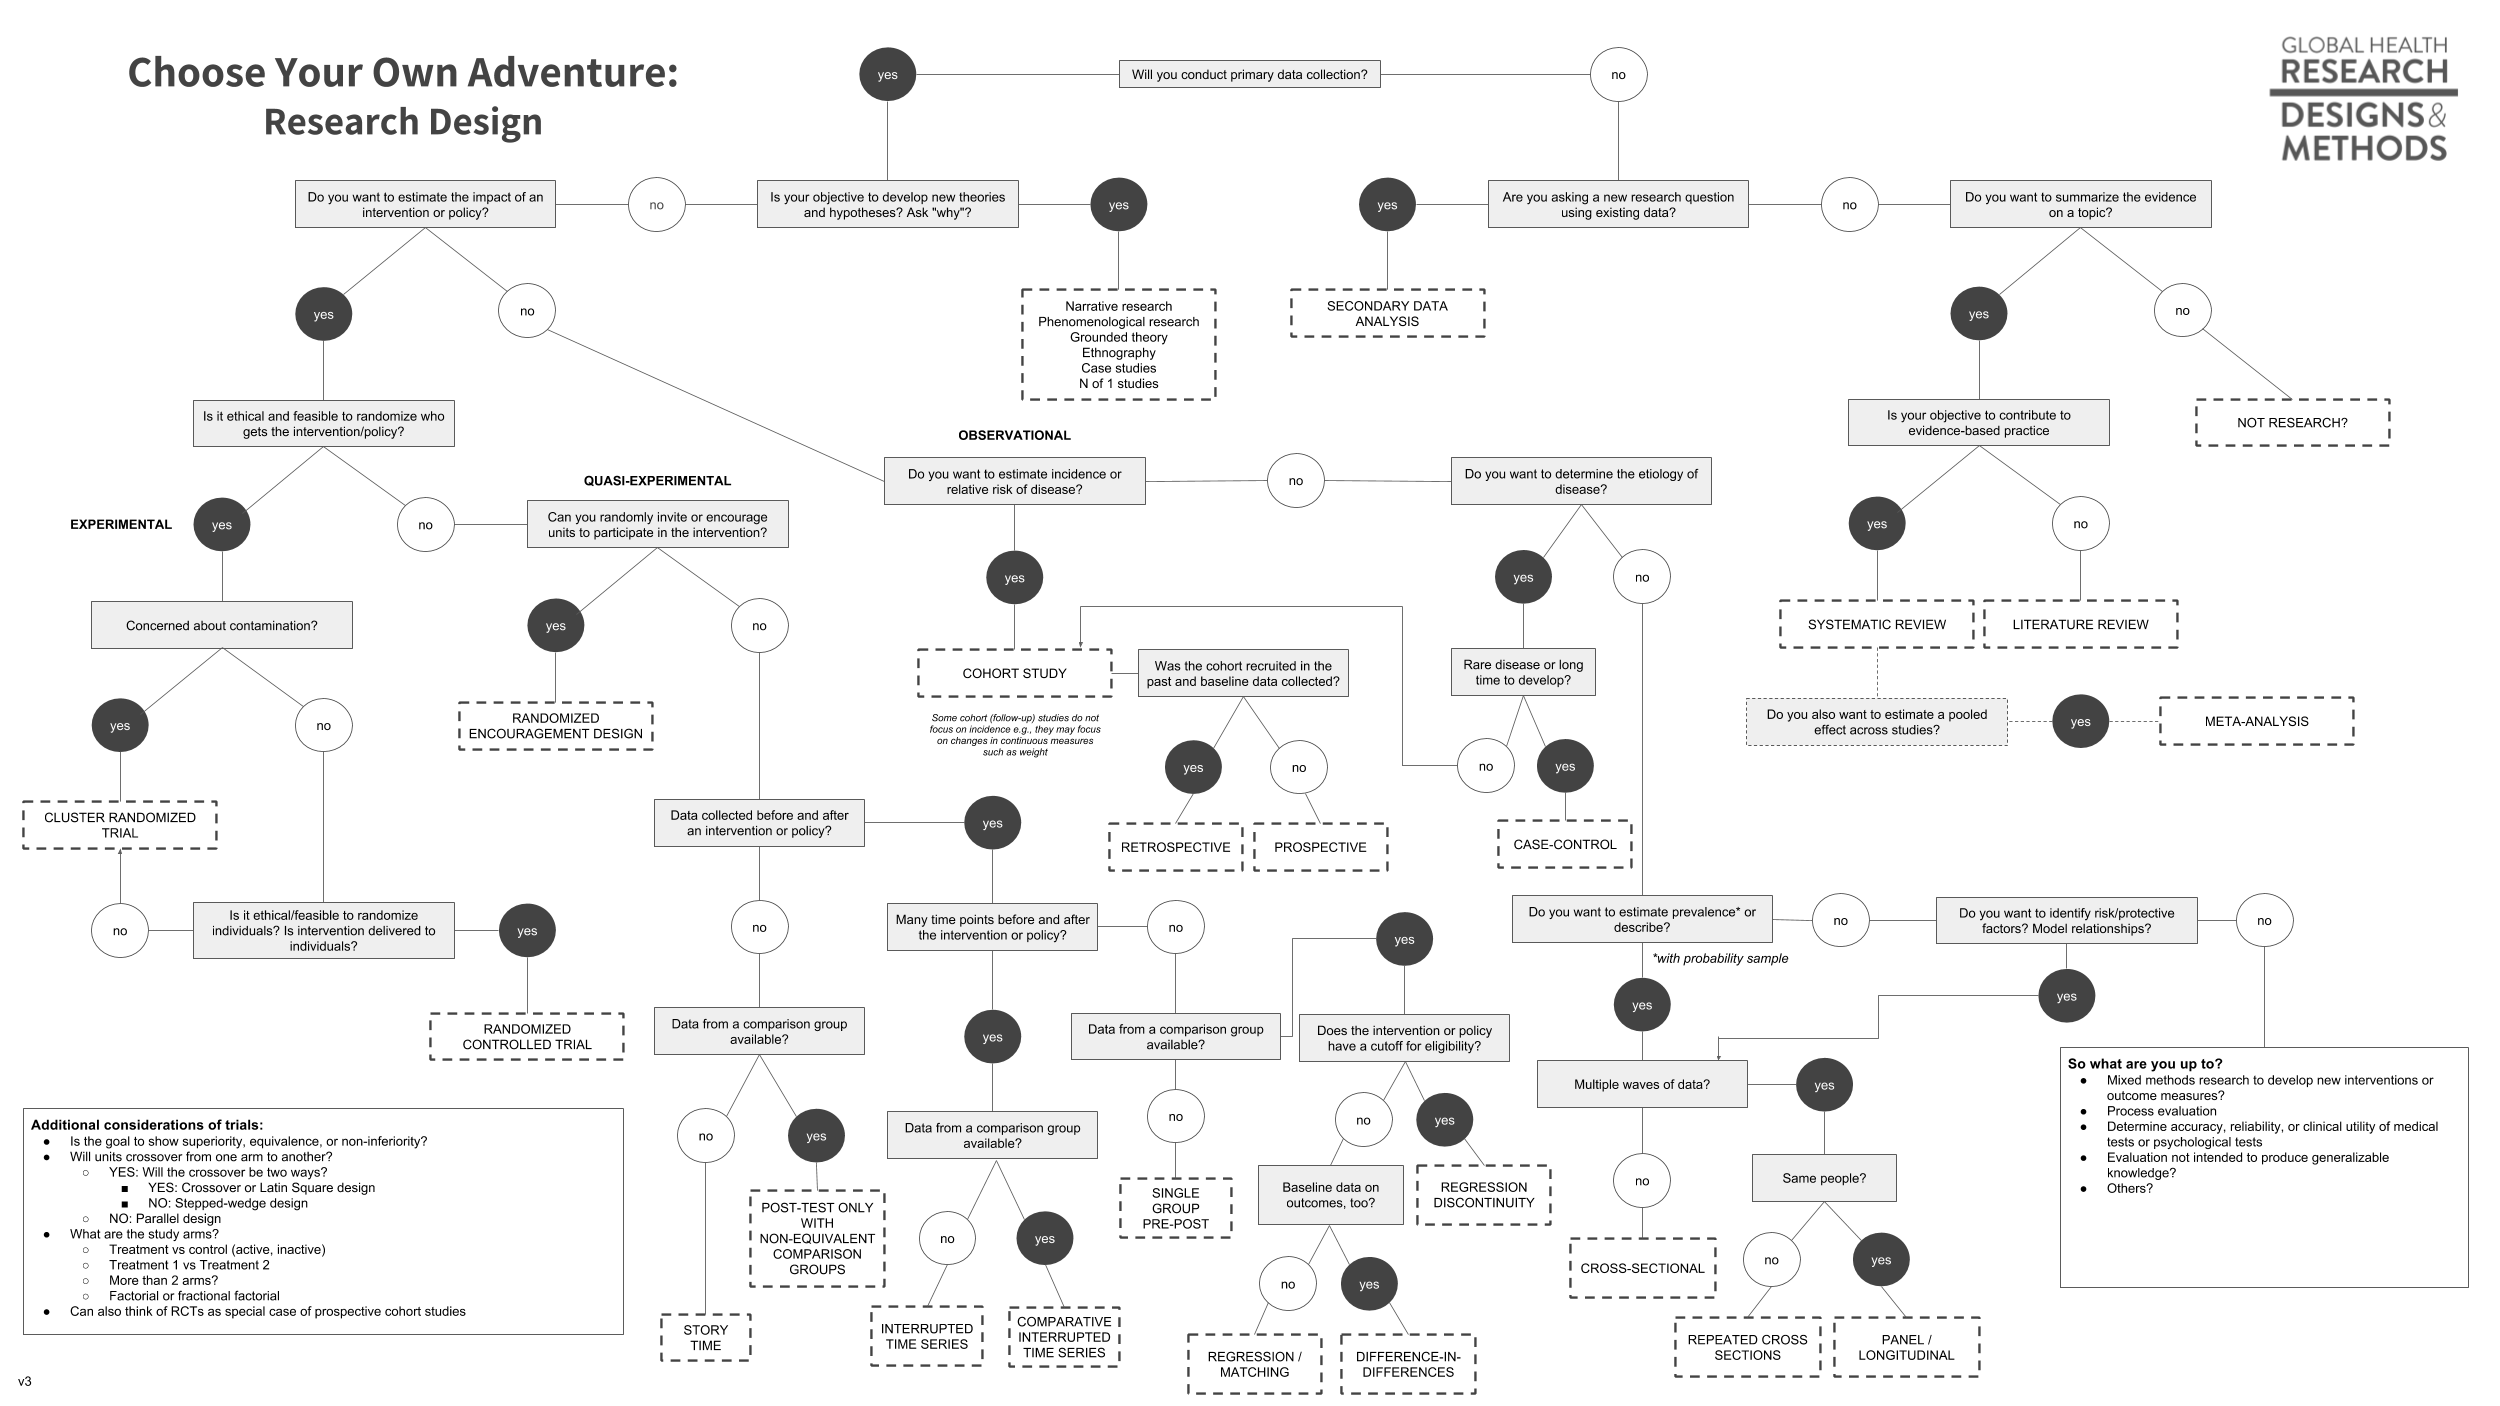 Choose Your Own Adventure:
Research Design
GLOBAL HEALTH
RESEARCH
DESIGNS&
METHODS
yes
Will you conduct primary data collection?
no
Do you want to estimate the impact of an
intervention or policy?
no
Is your objective to develop new theories
and hypotheses? Ask "why"?
yes
yes
Are you asking a new research question
using existing data?
no
Do you want to summarize the evidence
on a topic?
yes
no
Narrative research
Phenomenological research
Grounded theory
Ethnography
Case studies
N of 1 studies
SECONDARY DATA
ANALYSIS
yes
no
Is it ethical and feasible to randomize who
gets the intervention/policy?
Is your objective to contribute to
evidence-based practice
NOT RESEARCH?
OBSERVATIONAL
Do you want to estimate incidence or
relative risk of disease?
no
Do you want to determine the etiology of
disease?
QUASI-EXPERIMENTAL
EXPERIMENTAL
yes
no
Can you randomly invite or encourage
units to participate in the intervention?
yes
no
yes
yes
no
Concerned about contamination?
yes
no
SYSTEMATIC REVIEW
LITERATURE REVIEW
COHORT STUDY
Was the cohort recruited in the
past and baseline data collected?
Rare disease or long
time to develop?
Some cohort (follow-up) studies do not
focus on incidence e.g., they may focus
on changes in continuous measures
such as weight
yes
no
RANDOMIZED
ENCOURAGEMENT DESIGN
Do you also want to estimate a pooled
effect across studies?
yes
META-ANALYSIS
yes
no
no
yes
CLUSTER RANDOMIZED
TRIAL
Data collected before and after
an intervention or policy?
yes
RETROSPECTIVE
PROSPECTIVE
CASE-CONTROL
no
Is it ethical/feasible to randomize
individuals? Is intervention delivered to
individuals?
yes
no
Many time points before and after
the intervention or policy?
no
yes
Do you want to estimate prevalence* or
describe?
no
Do you want to identify risk/protective
factors? Model relationships?
no
*with probability sample
yes
yes
RANDOMIZED
CONTROLLED TRIAL
Data from a comparison group
available?
yes
Data from a comparison group
available?
Does the intervention or policy
have a cutoff for eligibility?
Multiple waves of data?
yes
So what are you up to?
● Mixed methods research to develop new interventions or
outcome measures?
● Process evaluation
● Determine accuracy, reliability, or clinical utility of medical
tests or psychological tests
● Evaluation not intended to produce generalizable
knowledge?
● Others?
Additional considerations of trials:
● Is the goal to show superiority, equivalence, or non-inferiority?
● Will units crossover from one arm to another?
○ YES: Will the crossover be two ways?
■ YES: Crossover or Latin Square design
■ NO: Stepped-wedge design
○ NO: Parallel design
● What are the study arms?
○ Treatment vs control (active, inactive)
○ Treatment 1 vs Treatment 2
○ More than 2 arms?
○ Factorial or fractional factorial
● Can also think of RCTs as special case of prospective cohort studies
no
yes
Data from a comparison group
available?
no
no
yes
no
Same people?
POST-TEST ONLY
WITH
NON-EQUIVALENT
COMPARISON
GROUPS
SINGLE
GROUP
PRE-POST
Baseline data on
outcomes, too?
REGRESSION
DISCONTINUITY
no
yes
no
yes
CROSS-SECTIONAL
no
yes
STORY
TIME
INTERRUPTED
TIME SERIES
COMPARATIVE
INTERRUPTED
TIME SERIES
REGRESSION /
MATCHING
DIFFERENCE-IN-
DIFFERENCES
REPEATED CROSS
SECTIONS
PANEL /
LONGITUDINAL
v3